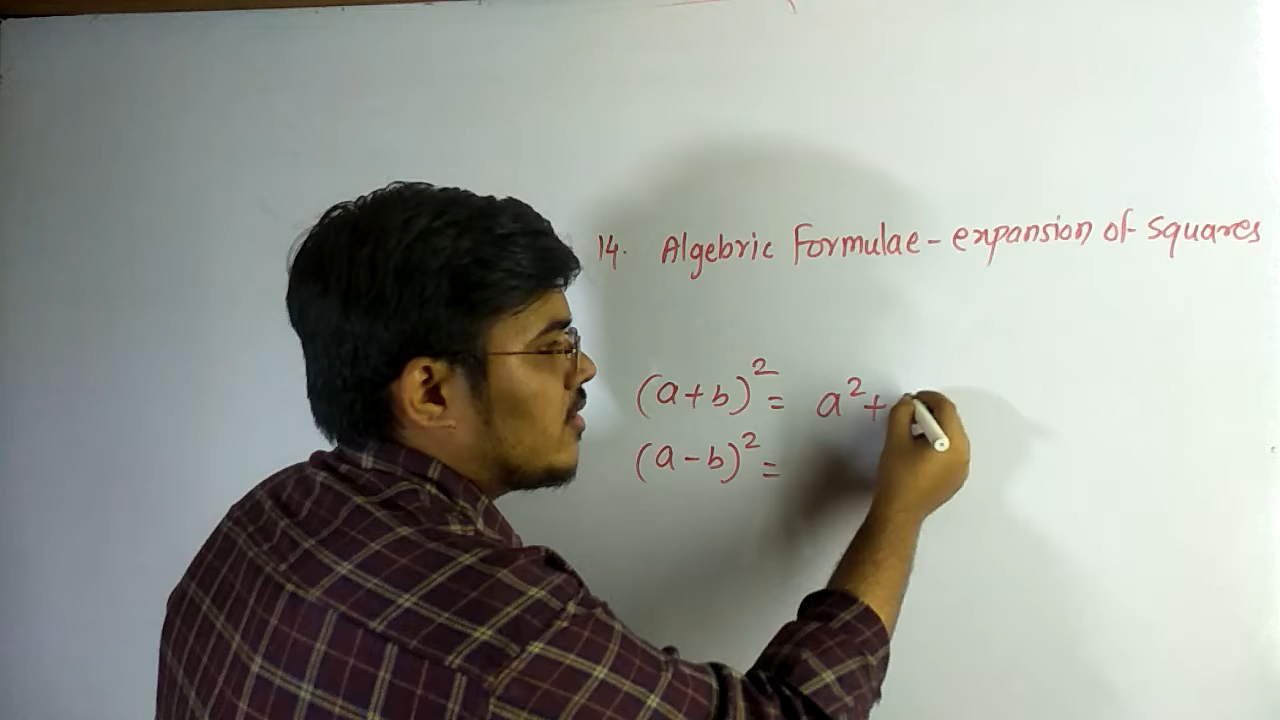 14. Algebric Formulae - expansion of squares
(a+b)² = a²+
(a-b)² =